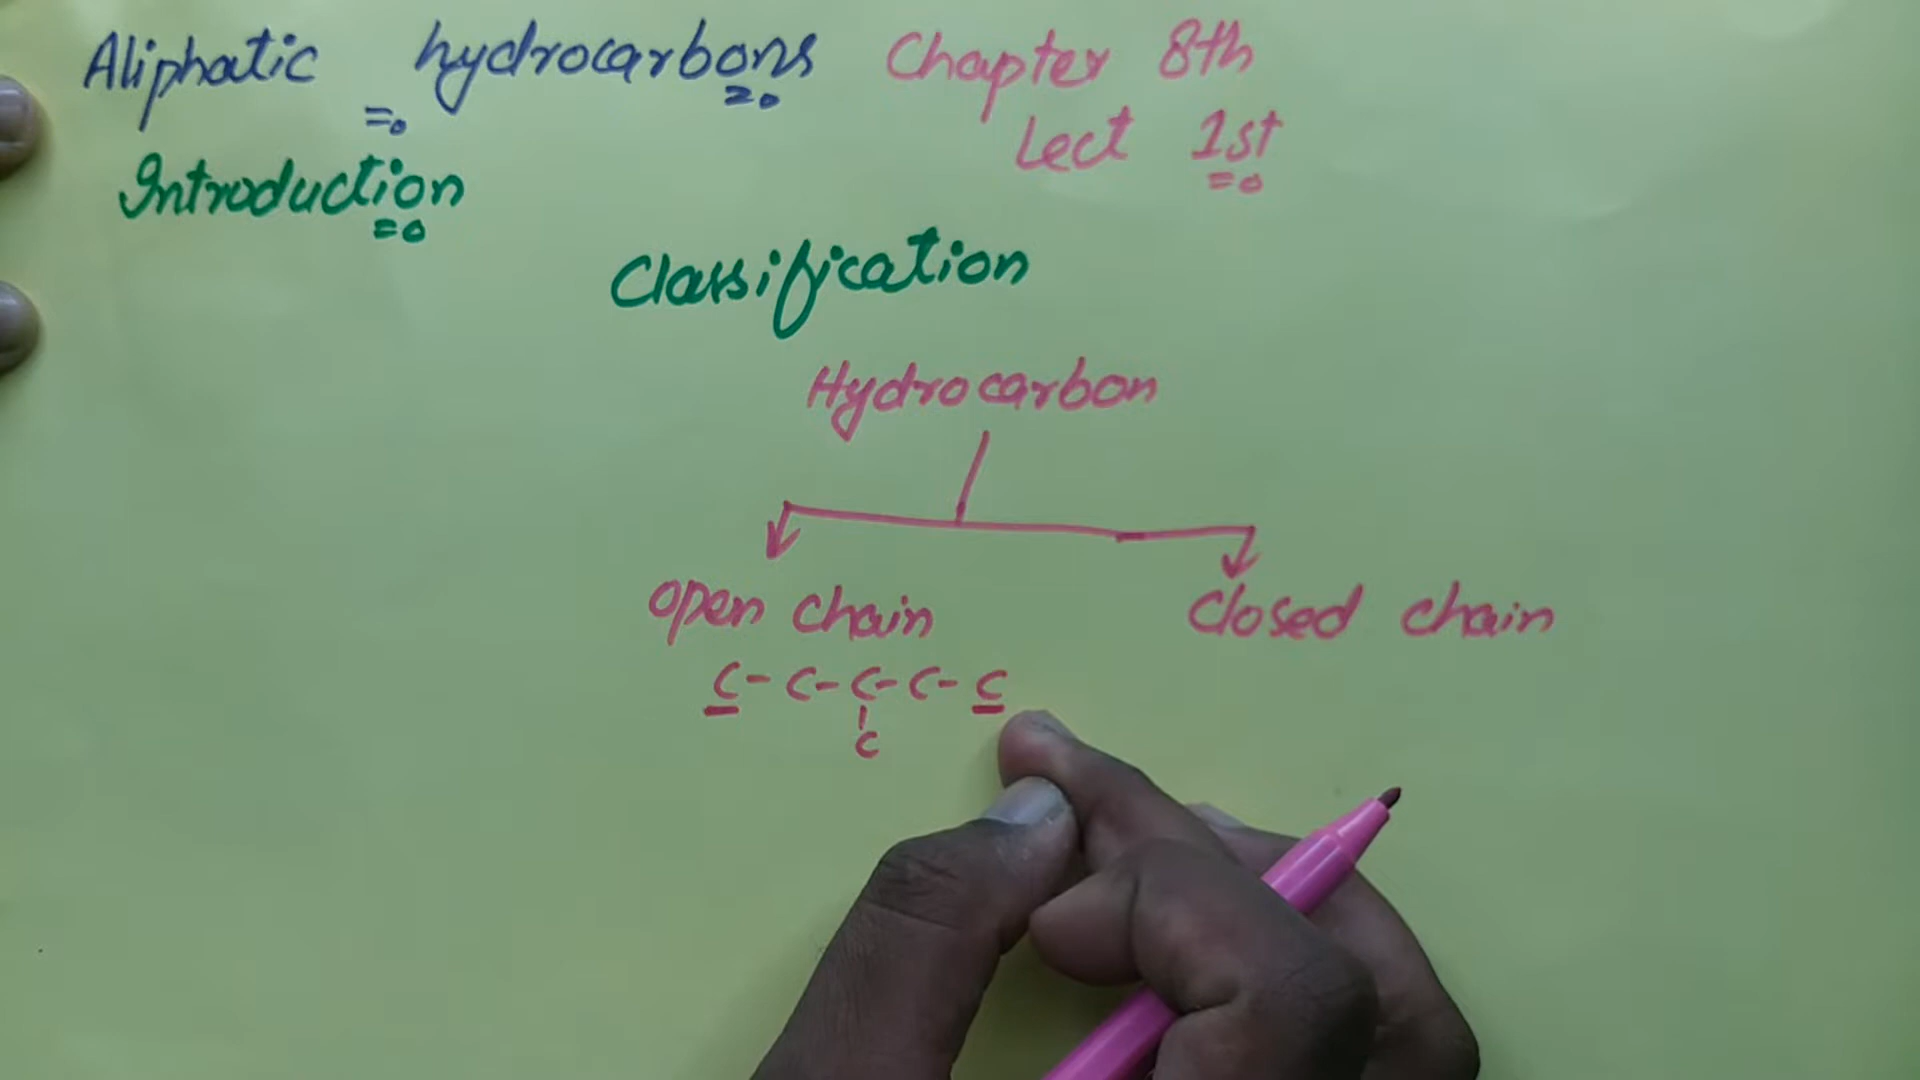 Aliphatic hydrocarbons Chapter 8th
Lect 1st
Introduction
Classification
Hydrocarbon
open chain closed chain
C - C - C - C - C
C